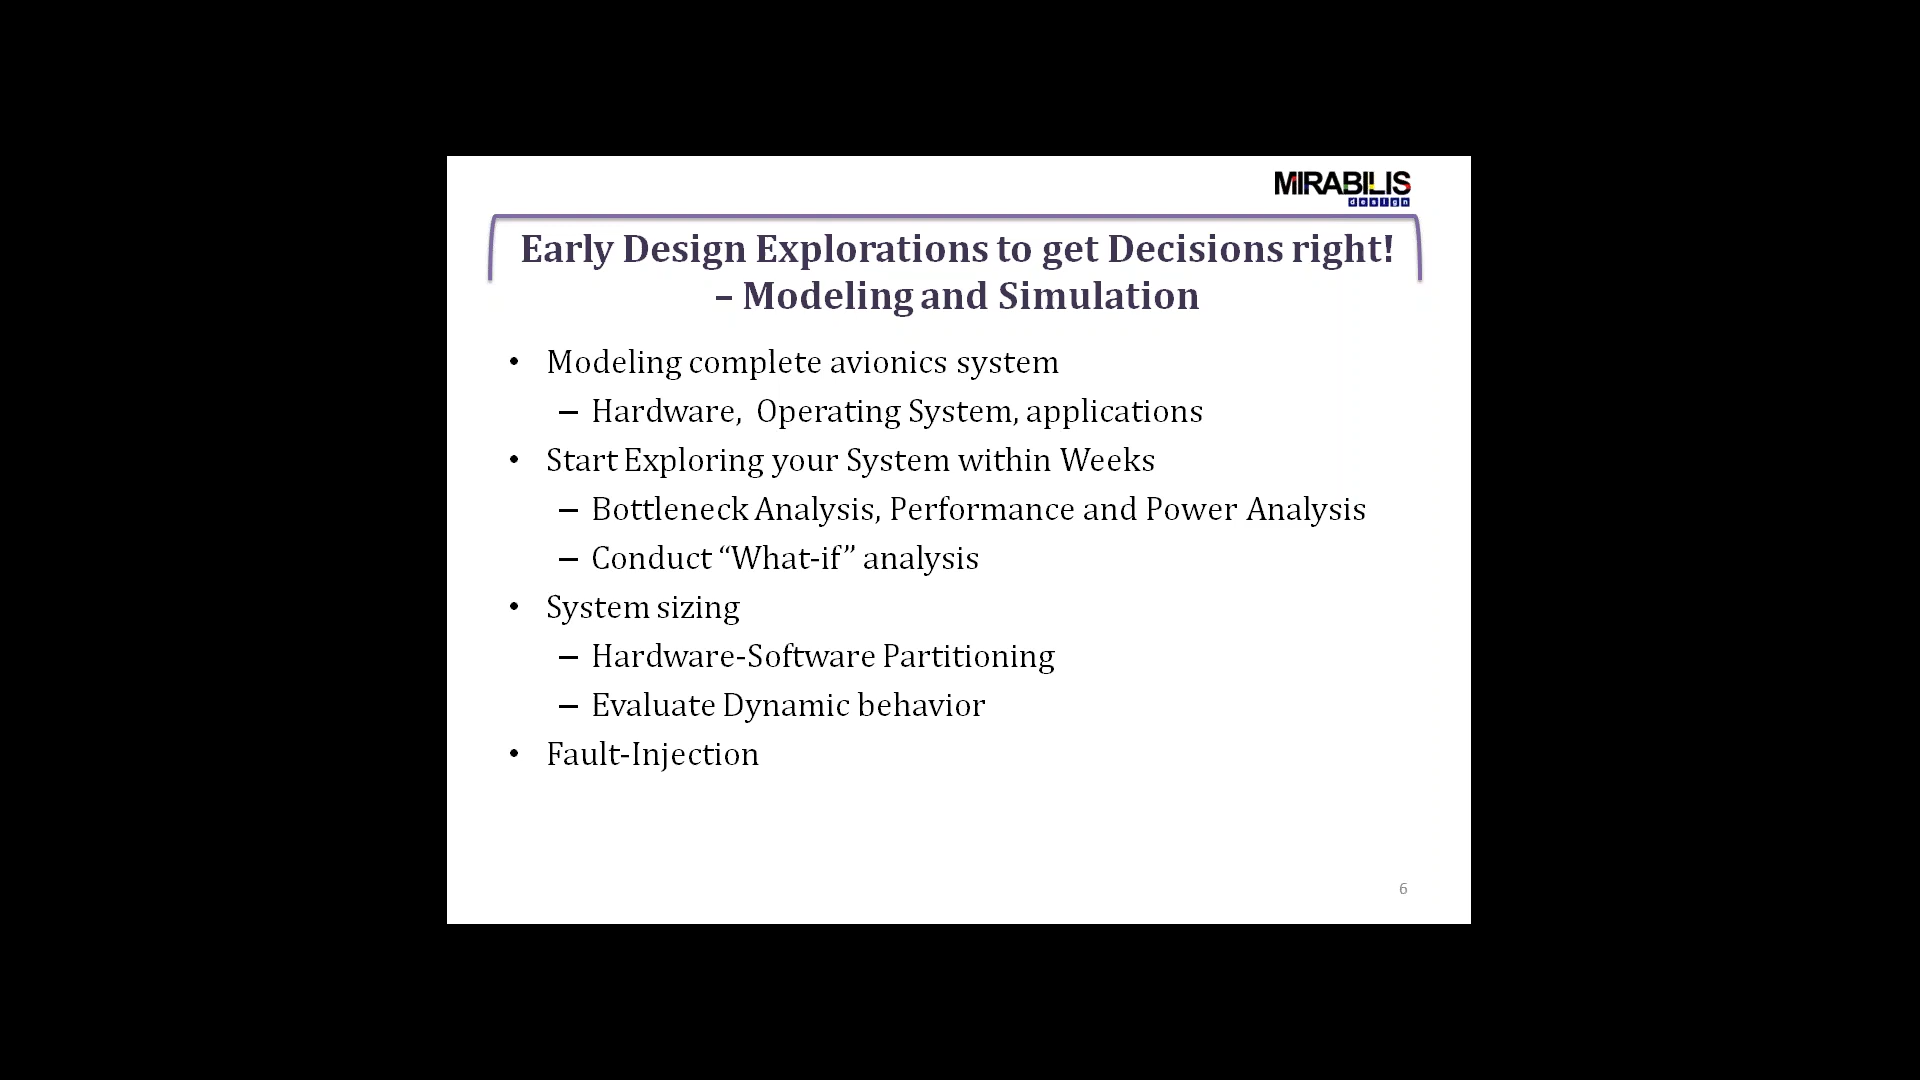 MIRABILIS
design
Early Design Explorations to get Decisions right!
– Modeling and Simulation
• Modeling complete avionics system
– Hardware, Operating System, applications
• Start Exploring your System within Weeks
– Bottleneck Analysis, Performance and Power Analysis
– Conduct “What-if” analysis
• System sizing
– Hardware-Software Partitioning
– Evaluate Dynamic behavior
• Fault-Injection
6